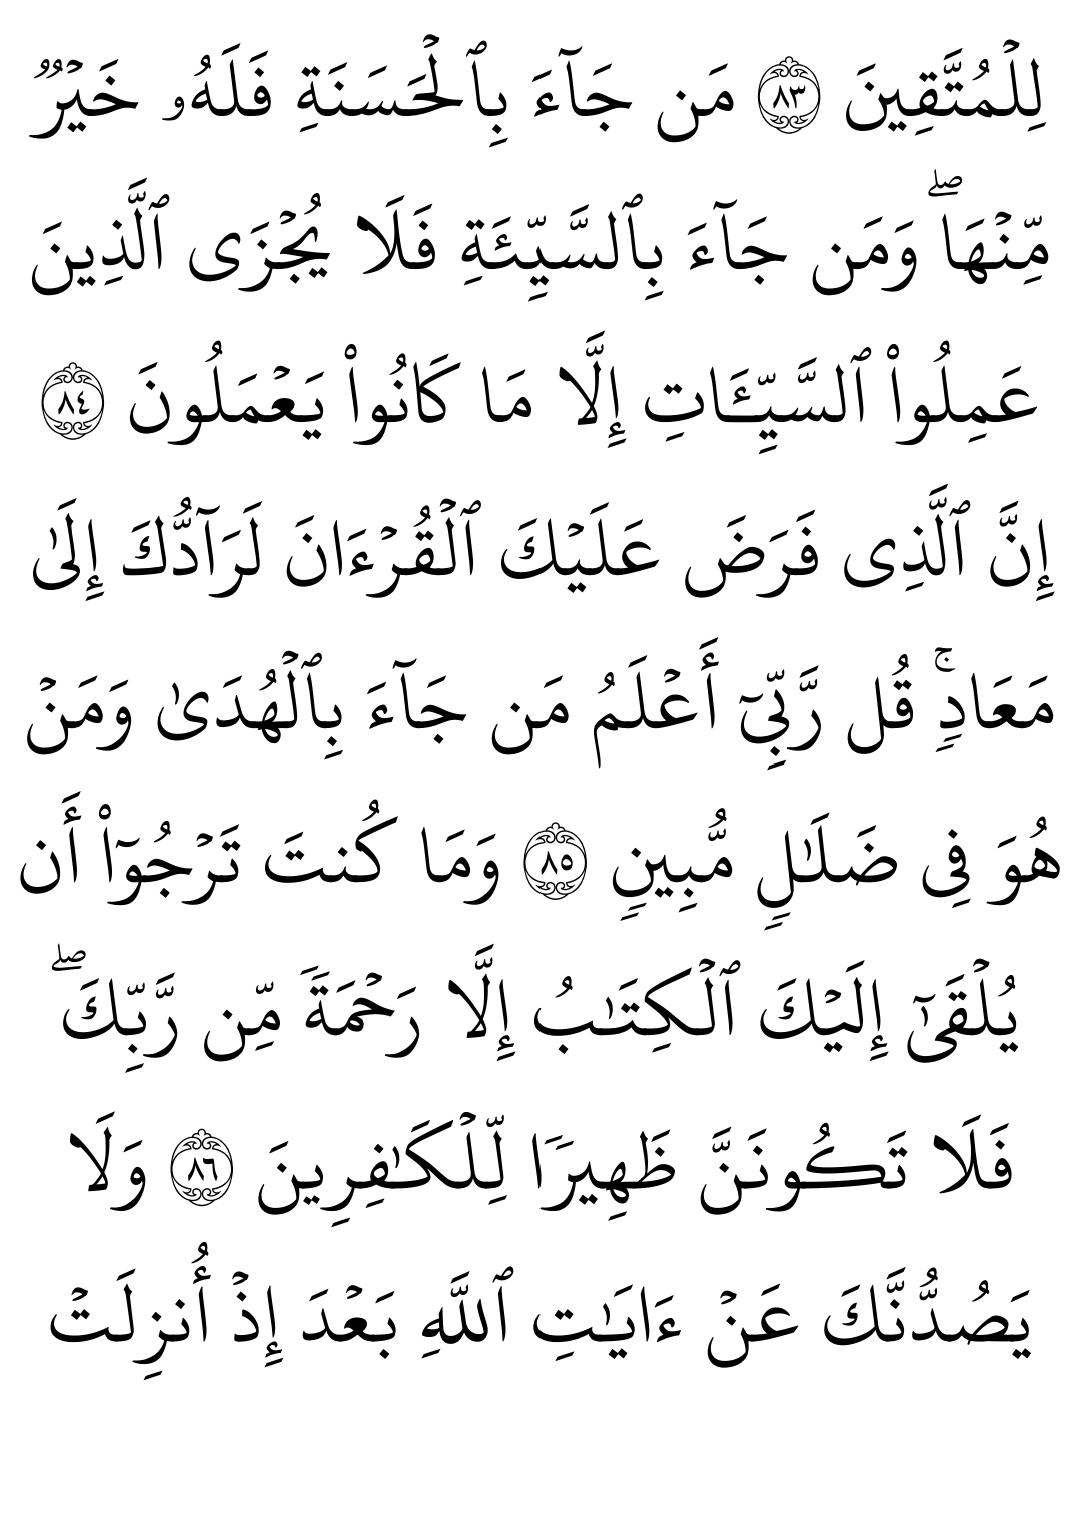 لِلۡمُتَّقِينَ ٨٣ مَن جَآءَ بِٱلۡحَسَنَةِ فَلَهُۥ خَيۡرٞ
مِّنۡهَاۖ وَمَن جَآءَ بِٱلسَّيِّئَةِ فَلَا يُجۡزَى ٱلَّذِينَ
عَمِلُواْ ٱلسَّيِّـَٔاتِ إِلَّا مَا كَانُواْ يَعۡمَلُونَ ٨٤
إِنَّ ٱلَّذِي فَرَضَ عَلَيۡكَ ٱلۡقُرۡءَانَ لَرَآدُّكَ إِلَىٰ
مَعَادٖۚ قُل رَّبِّيٓ أَعۡلَمُ مَن جَآءَ بِٱلۡهُدَىٰ وَمَنۡ
هُوَ فِي ضَلَٰلٖ مُّبِينٖ ٨٥ وَمَا كُنتَ تَرۡجُوٓاْ أَن
يُلۡقَىٰٓ إِلَيۡكَ ٱلۡكِتَٰبُ إِلَّا رَحۡمَةٗ مِّن رَّبِّكَۖ
فَلَا تَكُونَنَّ ظَهِيرٗا لِّلۡكَٰفِرِينَ ٨٦ وَلَا
يَصُدُّنَّكَ عَنۡ ءَايَٰتِ ٱللَّهِ بَعۡدَ إِذۡ أُنزِلَتۡ